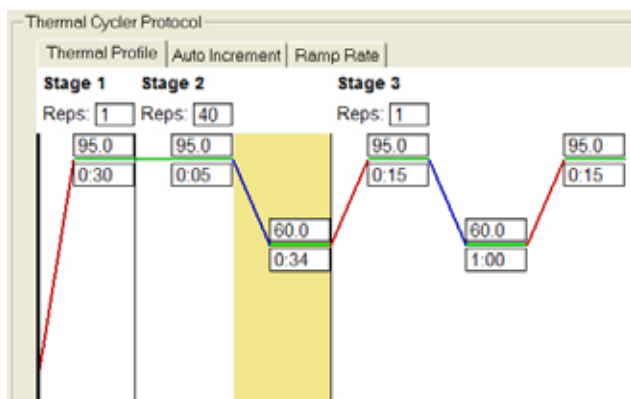 Thermal Cycler Protocol
Thermal Profile Auto Increment Ramp Rate
Stage 1 Stage 2 Stage 3
Reps: 1 Reps: 40 Reps: 1
95.0 95.0 95.0 95.0
0:30 0:05 0:15 0:15
60.0 60.0
0:34 1:00